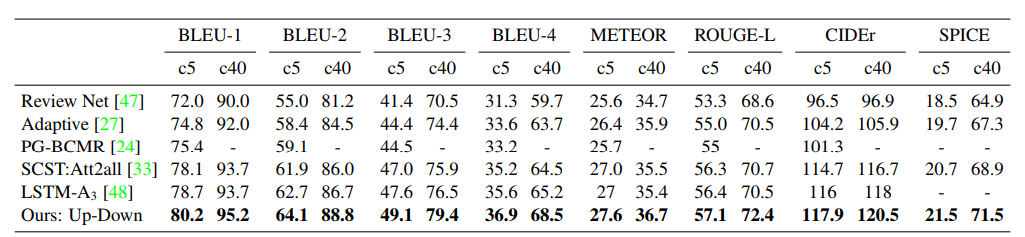 BLEU-1 BLEU-2 BLEU-3 BLEU-4 METEOR ROUGE-L CIDEr SPICE
c5 c40 c5 c40 c5 c40 c5 c40 c5 c40 c5 c40 c5 c40 c5 c40
Review Net [47] 72.0 90.0 55.0 81.2 41.4 70.5 31.3 59.7 25.6 34.7 53.3 68.6 96.5 96.9 18.5 64.9
Adaptive [27] 74.8 92.0 58.4 84.5 44.4 74.4 33.6 63.7 26.4 35.9 55.0 70.5 104.2 105.9 19.7 67.3
PG-BCMR [24] 75.4 - 59.1 - 44.5 - 33.2 - 25.7 - 55 - 101.3 - - -
SCST:Att2all [33] 78.1 93.7 61.9 86.0 47.0 75.9 35.2 64.5 27.0 35.5 56.3 70.7 114.7 116.7 20.7 68.9
LSTM-A3 [48] 78.7 93.7 62.7 86.7 47.6 76.5 35.6 65.2 27 35.4 56.4 70.5 116 118 - -
Ours: Up-Down 80.2 95.2 64.1 88.8 49.1 79.4 36.9 68.5 27.6 36.7 57.1 72.4 117.9 120.5 21.5 71.5